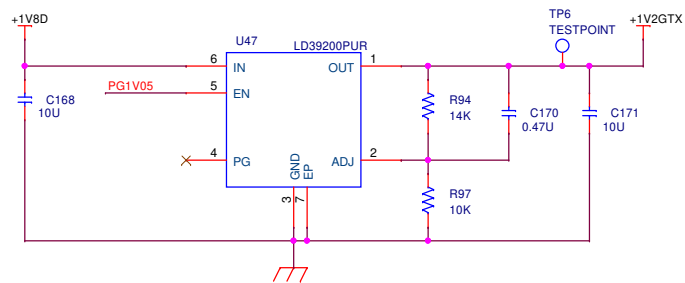 +1V8D
TP6
TESTPOINT
+1V2GTX
U47
LD39200PUR
6
IN
OUT
1
PG1V05
5
EN
C168
10U
R94
14K
C170
0.47U
C171
10U
4
PG
GND
EP
ADJ
2
3
7
R97
10K